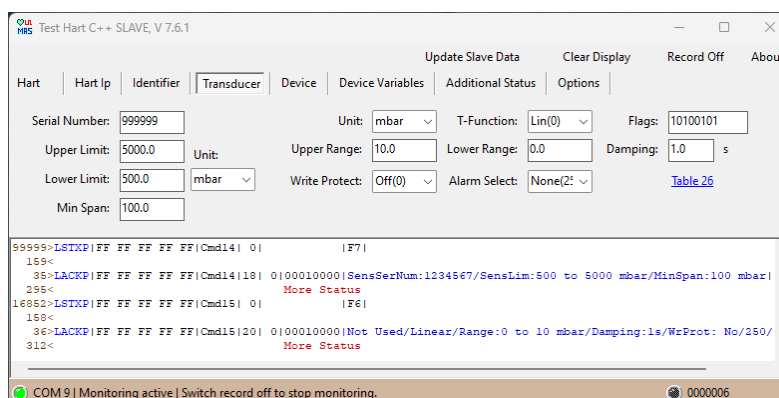 OLI MRS Test Hart C++ SLAVE, V 7.6.1
Update Slave Data Clear Display Record Off Abou
Hart Hart Ip Identifier Transducer Device Device Variables Additional Status Options
Serial Number: 999999 Unit: mbar T-Function: Lin(0) Flags: 10100101
Upper Limit: 5000.0 Unit: Upper Range: 10.0 Lower Range: 0.0 Damping: 1.0 s
Lower Limit: 500.0 mbar Write Protect: Off(0) Alarm Select: None(25 Table 26
Min Span: 100.0
99999>LSTXP|FF FF FF FF FF|Cmd14| 0| |F7|
159<
35>LACKP|FF FF FF FF FF|Cmd14|18| 0|00010000|SensSerNum:1234567/SensLim:500 to 5000 mbar/MinSpan:100 mbar|
295< More Status
16852>LSTXP|FF FF FF FF FF|Cmd15| 0| |F6|
158<
36>LACKP|FF FF FF FF FF|Cmd15|20| 0|00010000|Not Used/Linear/Range:0 to 10 mbar/Damping:1s/WrProt: No/250/
312< More Status
COM 9 | Monitoring active | Switch record off to stop monitoring. 0000006